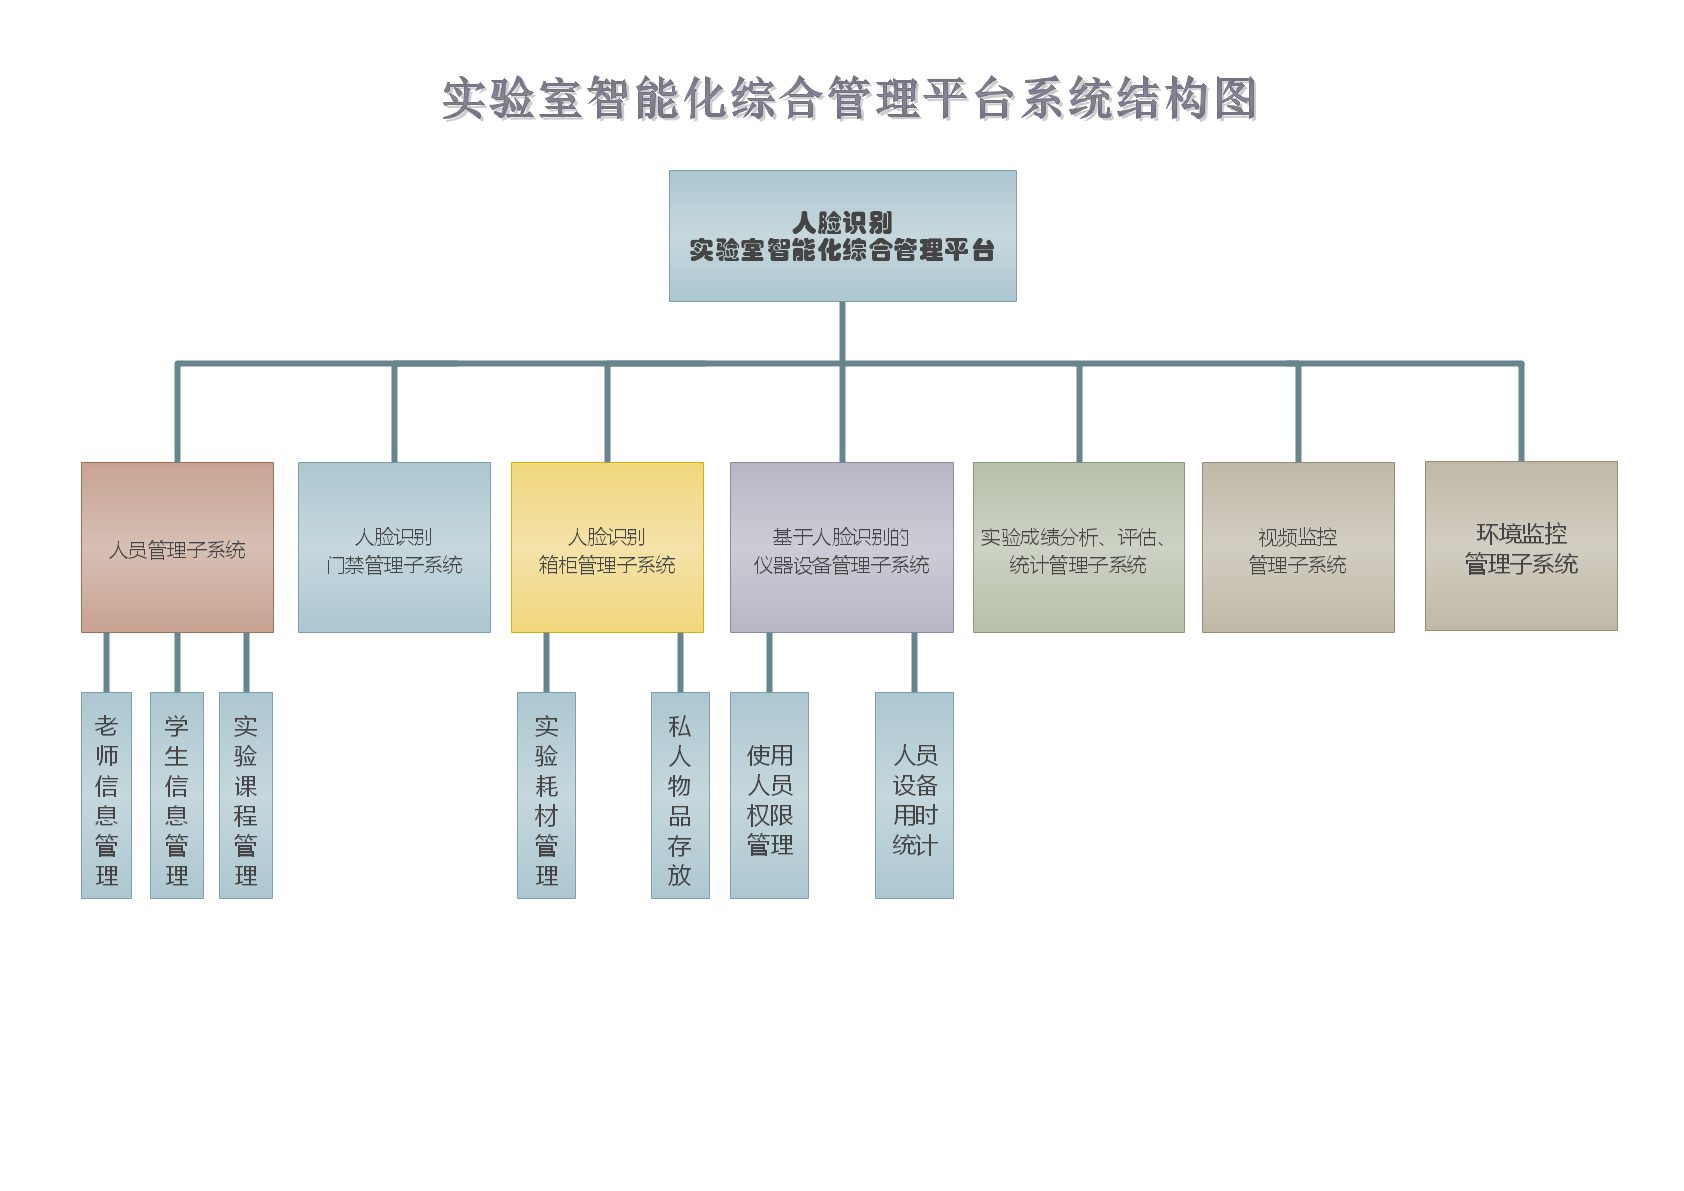 实验室智能化综合管理平台系统结构图
人脸识别
实验室智能化综合管理平台
人员管理子系统
人脸识别
门禁管理子系统
人脸识别
箱柜管理子系统
基于人脸识别的
仪器设备管理子系统
实验成绩分析、评估、
统计管理子系统
视频监控
管理子系统
环境监控
管理子系统
老师信息管理
学生信息管理
实验课程管理
实验耗材管理
私人物品存放
使用
人员
权限
管理
人员
设备
用时
统计